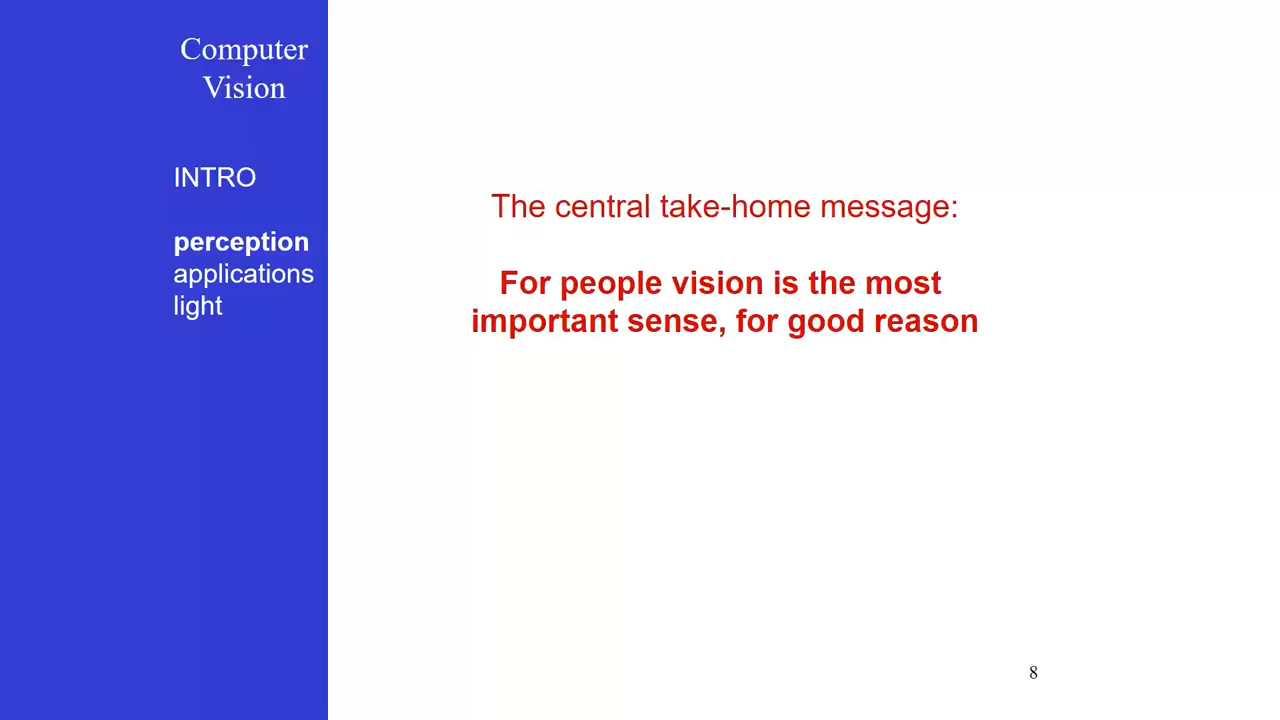 Computer
Vision
INTRO
perception
applications
light
The central take-home message:
For people vision is the most
important sense, for good reason
8